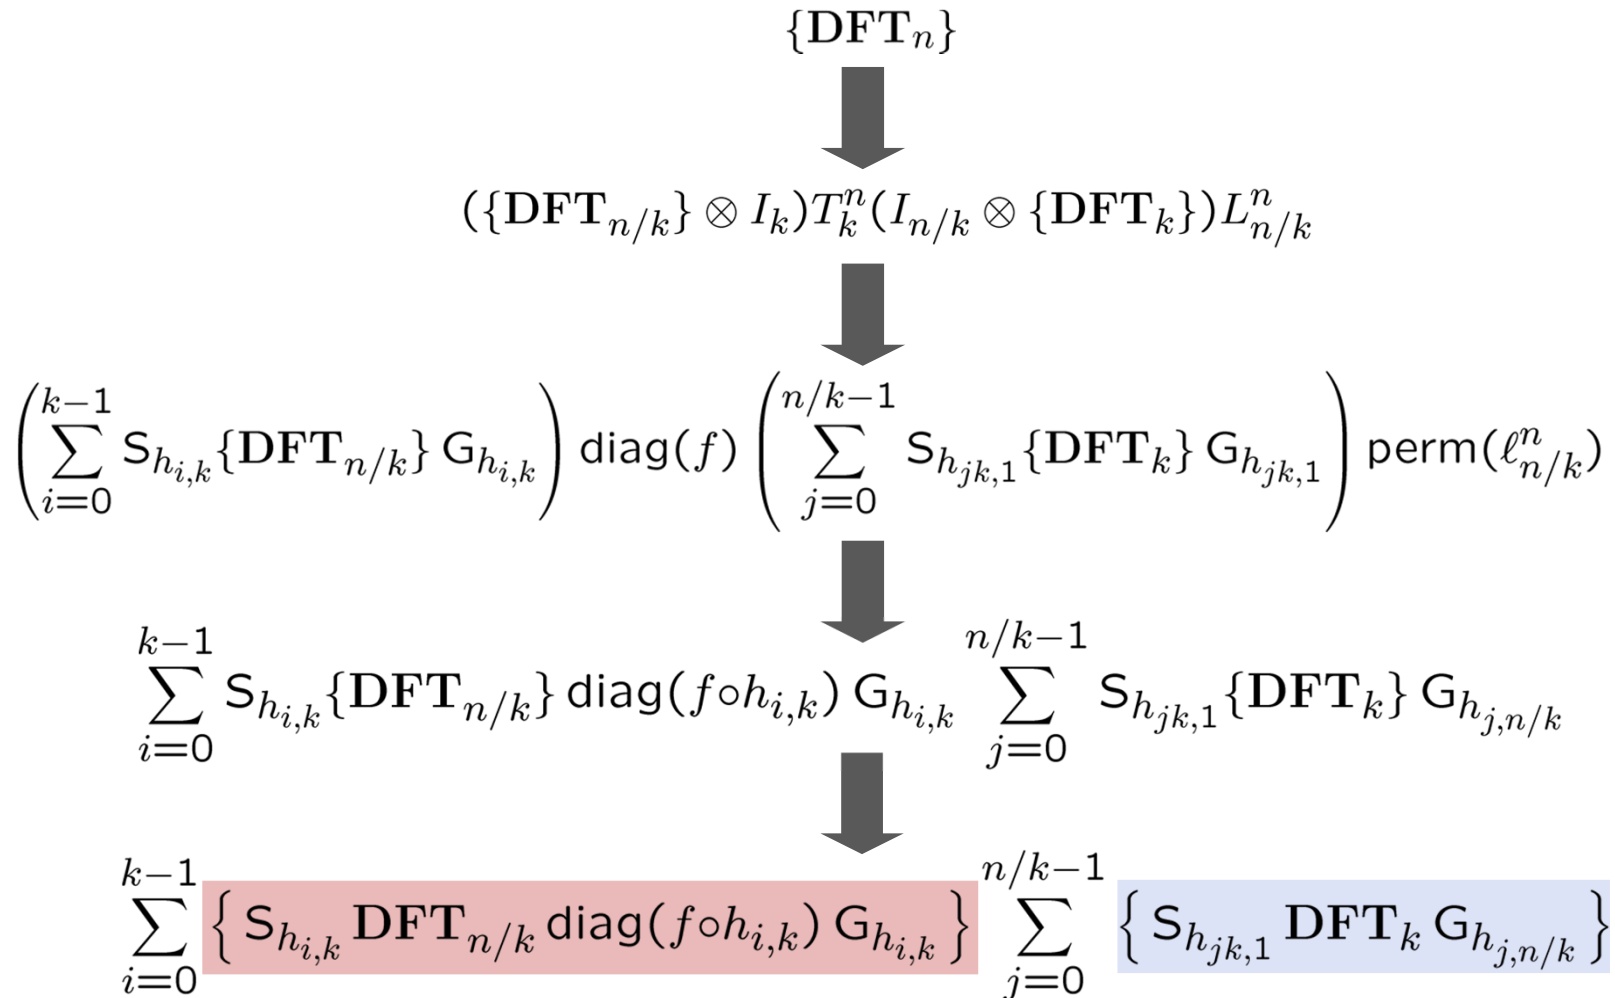 {DFT_n}
({DFT_{n/k}} ⊗ I_k)T^n_k(I_{n/k} ⊗ {DFT_k})L^n_{n/k}
(∑_{i=0}^{k−1} S_{h_{i,k}}{DFT_{n/k}} G_{h_{i,k}}) diag(f) (∑_{j=0}^{n/k−1} S_{h_{jk,1}}{DFT_k} G_{h_{jk,1}}) perm(ℓ^n_{n/k})
∑_{i=0}^{k−1} S_{h_{i,k}}{DFT_{n/k}} diag(f∘h_{i,k}) G_{h_{i,k}} ∑_{j=0}^{n/k−1} S_{h_{jk,1}}{DFT_k} G_{h_{j,n/k}}
∑_{i=0}^{k−1} { S_{h_{i,k}} DFT_{n/k} diag(f∘h_{i,k}) G_{h_{i,k}} } ∑_{j=0}^{n/k−1} { S_{h_{jk,1}} DFT_k G_{h_{j,n/k}} }